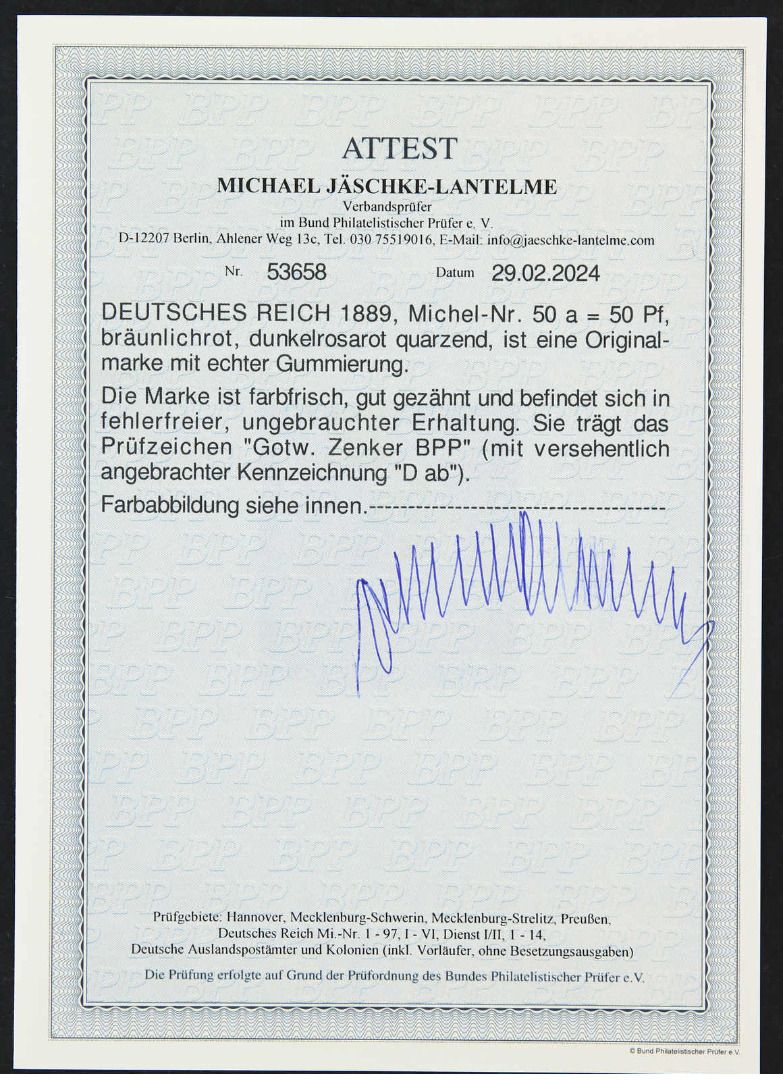 ATTEST
MICHAEL JÄSCHKE-LANTELME
Verbandsprüfer
im Bund Philatelistischer Prüfer e. V.
D-12207 Berlin, Ahlener Weg 13c, Tel. 030 75519016, E-Mail: info@jaeschke-lantelme.com
Nr. 53658 Datum 29.02.2024
DEUTSCHES REICH 1889, Michel-Nr. 50 a = 50 Pf,
bräunlichrot, dunkelrosarot quarzend, ist eine Original-
marke mit echter Gummierung.
Die Marke ist farbfrisch, gut gezähnt und befindet sich in
fehlerfreier, ungebrauchter Erhaltung. Sie trägt das
Prüfzeichen "Gotw. Zenker BPP" (mit versehentlich
angebrachter Kennzeichnung "D ab").
Farbabbildung siehe innen.--------------------------------------
Prüfgebiete: Hannover, Mecklenburg-Schwerin, Mecklenburg-Strelitz, Preußen,
Deutsches Reich Mi.-Nr. 1 - 97, I - VI, Dienst I/II, 1 - 14,
Deutsche Auslandspostämter und Kolonien (inkl. Vorläufer, ohne Besetzungsausgaben)
Die Prüfung erfolgte auf Grund der Prüfordnung des Bundes Philatelistischer Prüfer e.V.
© Bund Philatelistischer Prüfer e.V.